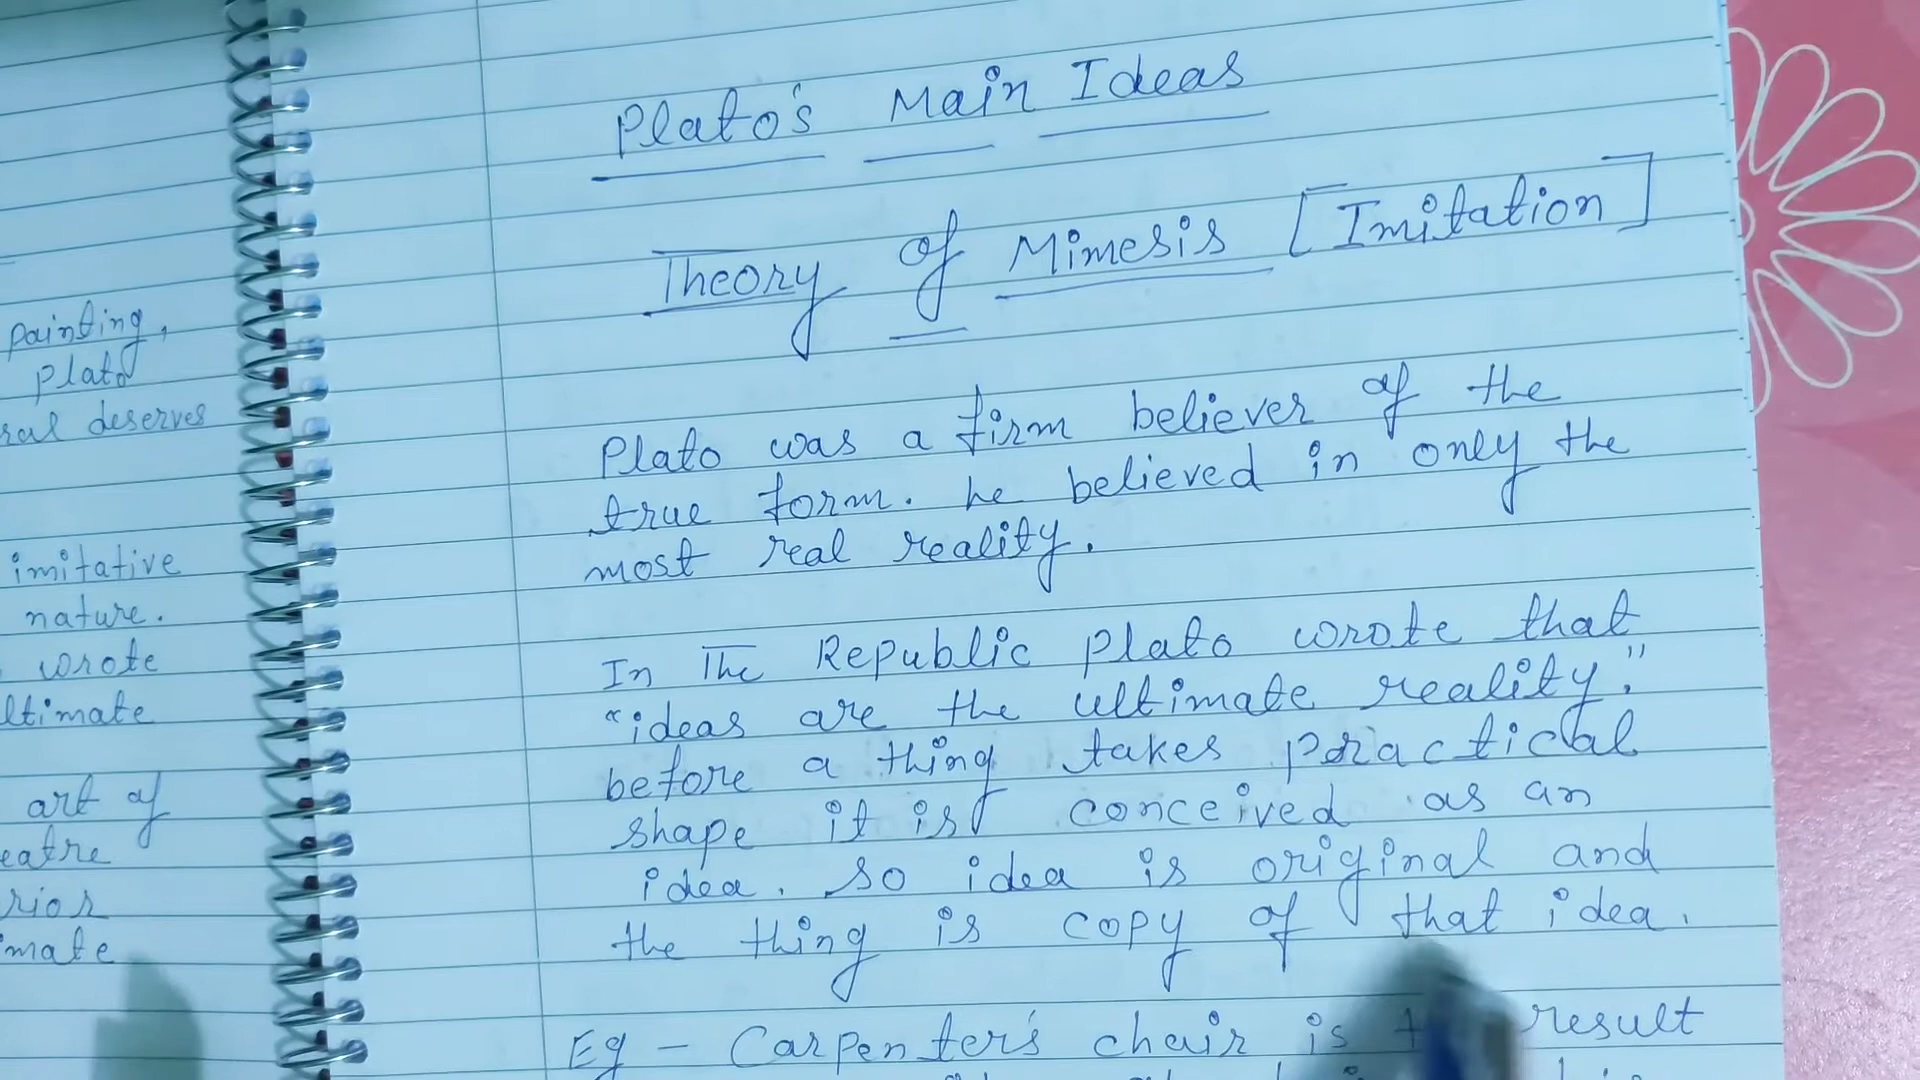 painting,
Plato
deserves
imitative
nature.
wrote
art of
Plato's Main Ideas
Theory of Mimesis [Imitation]
Plato was a firm believer of the
true form. he believed in only the
most real reality.
In The Republic Plato wrote that
"ideas are the ultimate reality."
before a thing takes practical
shape it is conceived as an
idea. so idea is original and
the thing is copy of that idea.
Eg - Carpenter's chair is result